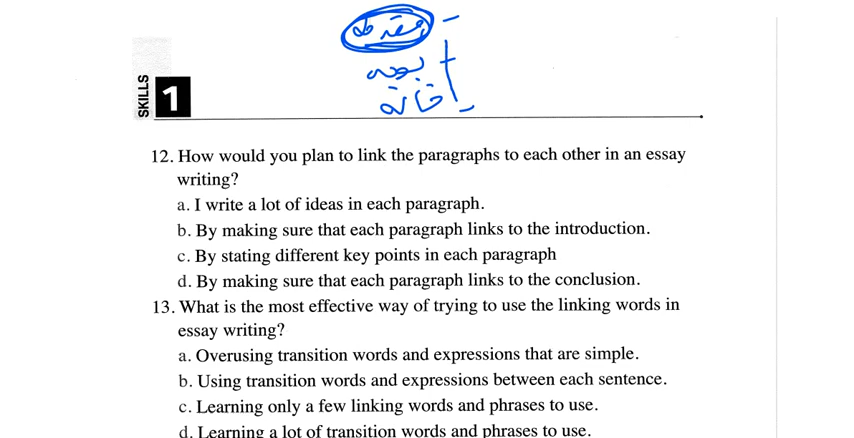 SKILLS
1
12. How would you plan to link the paragraphs to each other in an essay
writing?
a. I write a lot of ideas in each paragraph.
b. By making sure that each paragraph links to the introduction.
c. By stating different key points in each paragraph
d. By making sure that each paragraph links to the conclusion.
13. What is the most effective way of trying to use the linking words in
essay writing?
a. Overusing transition words and expressions that are simple.
b. Using transition words and expressions between each sentence.
c. Learning only a few linking words and phrases to use.
d. Learning a lot of transition words and phrases to use.